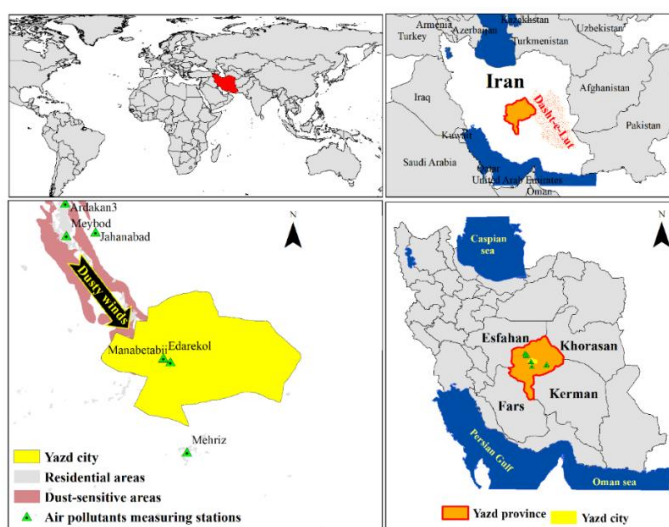 Armenia
Turkey
Azerbaijan
Kazakhstan
Turkmenistan
Uzbekistan
Iran
Afghanistan
Iraq
Dasht-e-Lut
Pakistan
Kuwait
Saudi Arabia
Qatar
United Arab Emirates
N
Ardakan3
Meybod
Jahanabad
Dusty winds
Manabetabii
Edarekol
Mehriz
N
Yazd city
Residential areas
Dust-sensitive areas
Air pollutants measuring stations
N
Caspian
sea
Esfahan
Khorasan
Kerman
Fars
Persian Gulf
Oman sea
Yazd province
Yazd city